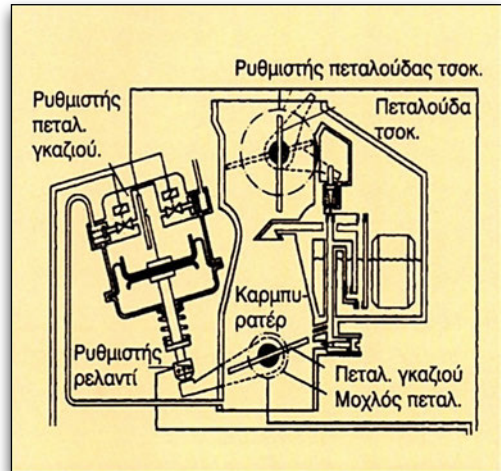 Ρυθμιστής πεταλούδας τσοκ.
Ρυθμιστής
πεταλ.
γκαζιού.
Πεταλούδα
τσοκ.
Καρμπυ-
ρατέρ
Ρυθμιστής
ρελαντί
Πεταλ. γκαζιού
Μοχλός πεταλ.